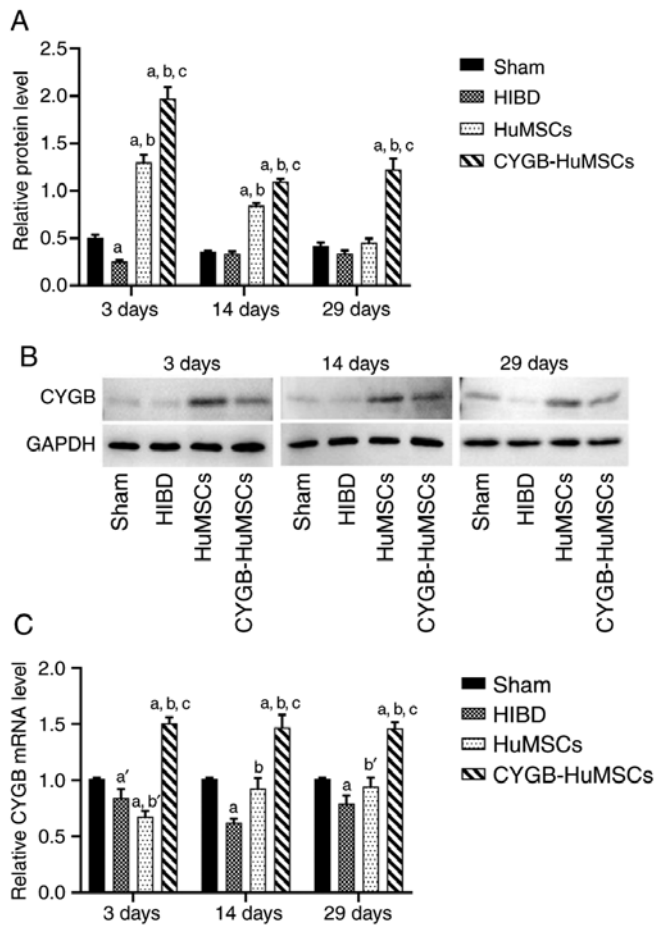 A
Relative protein level
2.5
2.0
1.5
1.0
0.5
0.0
a
a, b
a, b, c
a, b
a, b, c
a, b, c
3 days
14 days
29 days
Sham
HIBD
HuMSCs
CYGB-HuMSCs
B
3 days
14 days
29 days
CYGB
GAPDH
Sham
HIBD
HuMSCs
CYGB-HuMSCs
Sham
HIBD
HuMSCs
CYGB-HuMSCs
Sham
HIBD
HuMSCs
CYGB-HuMSCs
C
Relative CYGB mRNA level
2.0
1.5
1.0
0.5
0
a′
a, b′
a, b, c
a
b
a, b, c
a
b′
a, b, c
3 days
14 days
29 days
Sham
HIBD
HuMSCs
CYGB-HuMSCs